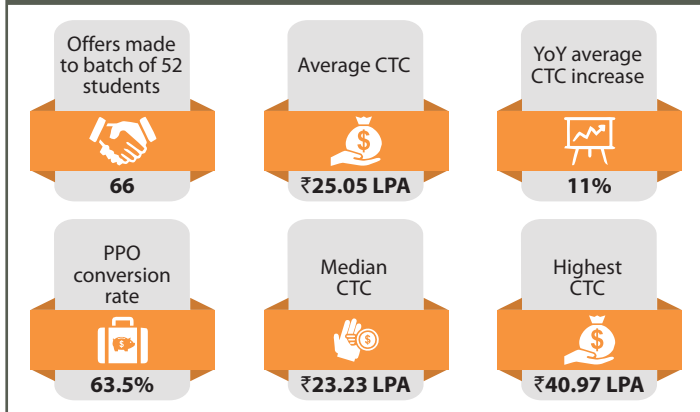 Offers made
to batch of 52
students
66
Average CTC
₹25.05 LPA
YoY average
CTC increase
11%
PPO
conversion
rate
63.5%
Median
CTC
₹23.23 LPA
Highest
CTC
₹40.97 LPA